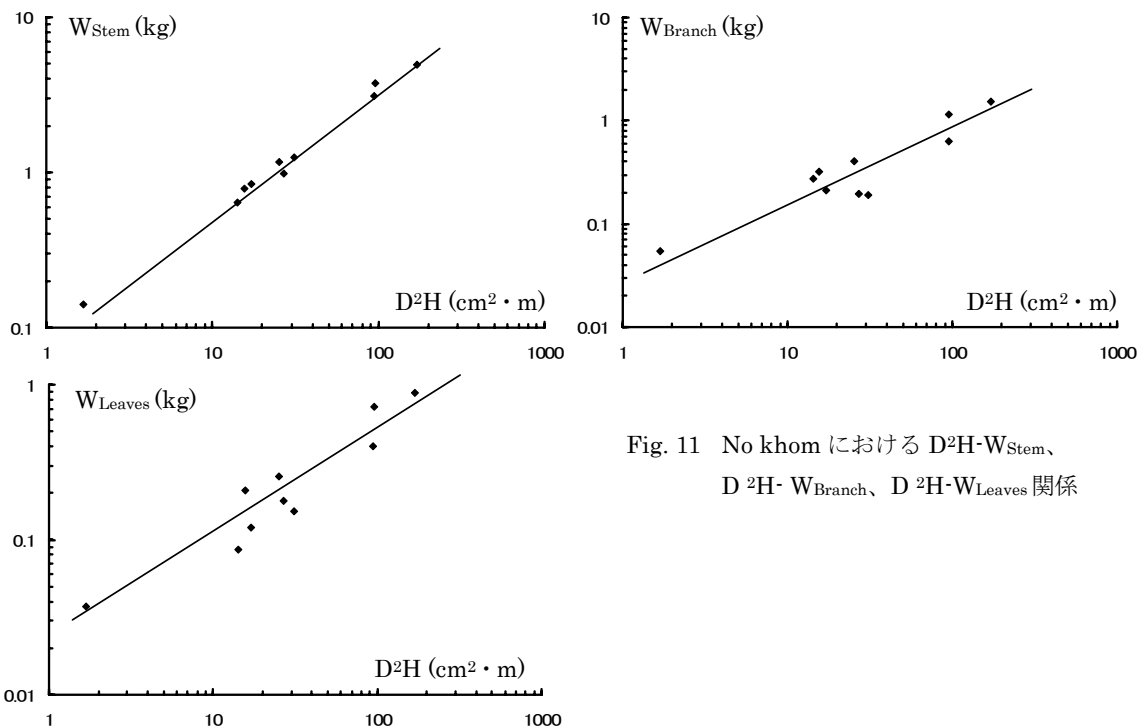 10
W_Stem (kg)
1
D²H (cm²・m)
0.1
1
10
100
1000
10
W_Branch (kg)
1
0.1
D²H (cm²・m)
0.01
1
10
100
1000
1
W_Leaves (kg)
0.1
D²H (cm²・m)
0.01
1
10
100
1000
Fig. 11 No khom における D²H-W_Stem、
D ²H- W_Branch、D ²H-W_Leaves 関係